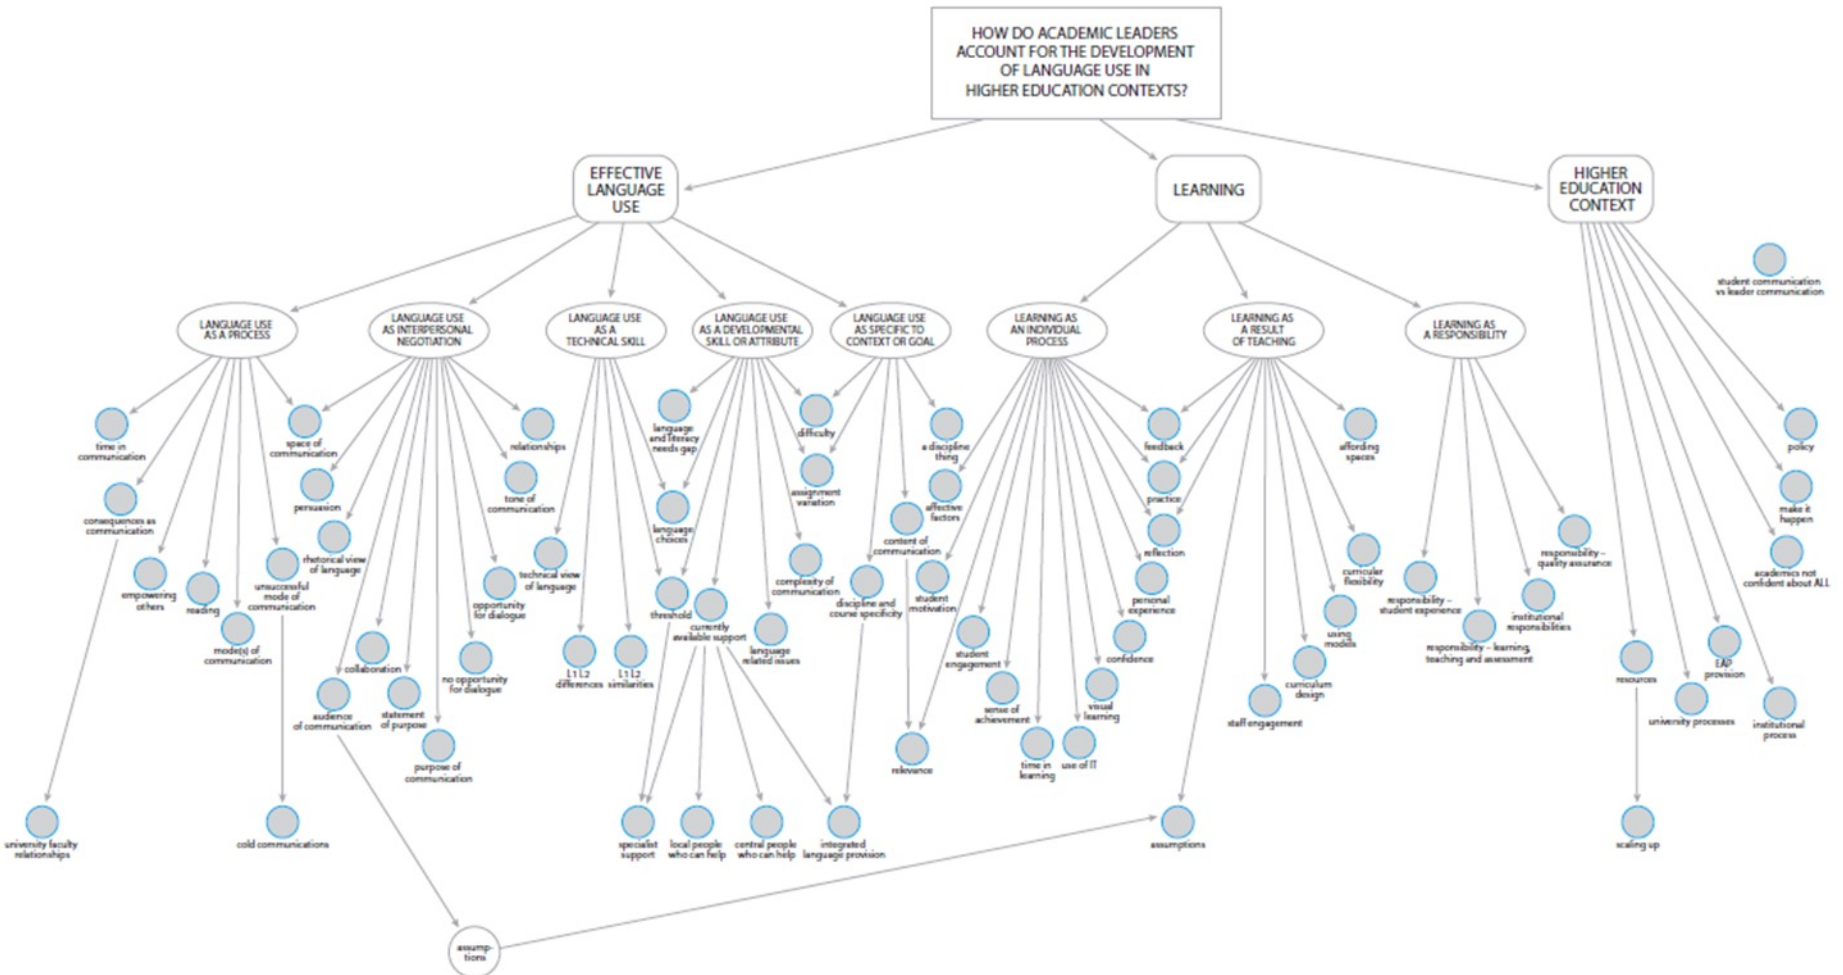 HOW DO ACADEMIC LEADERS
ACCOUNT FOR THE DEVELOPMENT
OF LANGUAGE USE IN
HIGHER EDUCATION CONTEXTS?
EFFECTIVE
LANGUAGE
USE
LEARNING
HIGHER
EDUCATION
CONTEXT
student communication
vs leader communication
LANGUAGE USE
AS A PROCESS
LANGUAGE USE
AS INTERPERSONAL
NEGOTIATION
LANGUAGE USE
AS A
TECHNICAL SKILL
LANGUAGE USE
AS A DEVELOPMENTAL
SKILL OR ATTRIBUTE
LANGUAGE USE
AS SPECIFIC TO
CONTEXT OR GOAL
LEARNING AS
AN INDIVIDUAL
PROCESS
LEARNING AS
A RESULT
OF TEACHING
LEARNING AS
A RESPONSIBILITY
time in
communication
space of
communication
relationships
language
and literacy
needs gap
difficulty
a discipline
thing
feedback
affording
spaces
policy
consequences as
communication
persuasion
tone of
communication
language
choices
assignment
variation
affective
factors
practice
make it
happen
rhetorical view
of language
content of
communication
reflection
responsibility –
quality assurance
empowering
others
reading
unsuccessful
mode of
communication
opportunity
for dialogue
technical view
of language
threshold
complexity of
communication
discipline and
course specificity
student
motivation
personal
experience
curricular
flexibility
responsibility –
student experience
institutional
responsibilities
academics not
confident about ALL
mode(s) of
communication
collaboration
no opportunity
for dialogue
L1 L2
differences
L1 L2
similarities
currently
available support
language
related issues
student
engagement
confidence
using
models
responsibility – learning,
teaching and assessment
resources
EAP
provision
audience
of communication
statement
of purpose
sense of
achievement
visual
learning
curriculum
design
staff engagement
university processes
institutional
process
purpose of
communication
relevance
time in
learning
use of IT
university faculty
relationships
cold communications
specialist
support
local people
who can help
central people
who can help
integrated
language provision
assumptions
scaling up
assump-
tions